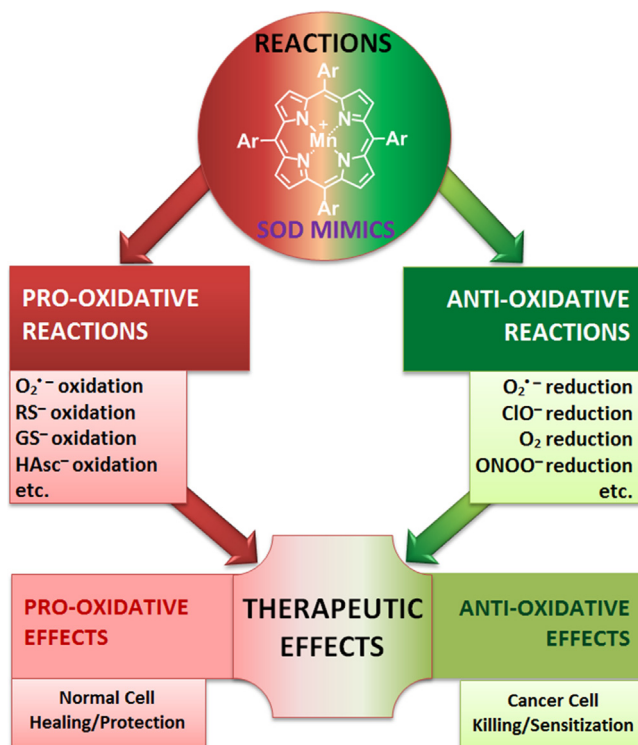 REACTIONS
Ar
N
N
Ar
+
Mn
Ar
N
N
Ar
SOD MIMICS
PRO-OXIDATIVE
REACTIONS
O₂•− oxidation
RS− oxidation
GS− oxidation
HAsc− oxidation
etc.
ANTI-OXIDATIVE
REACTIONS
O₂•− reduction
ClO− reduction
O₂ reduction
ONOO− reduction
etc.
PRO-OXIDATIVE
EFFECTS
THERAPEUTIC
EFFECTS
ANTI-OXIDATIVE
EFFECTS
Normal Cell
Healing/Protection
Cancer Cell
Killing/Sensitization